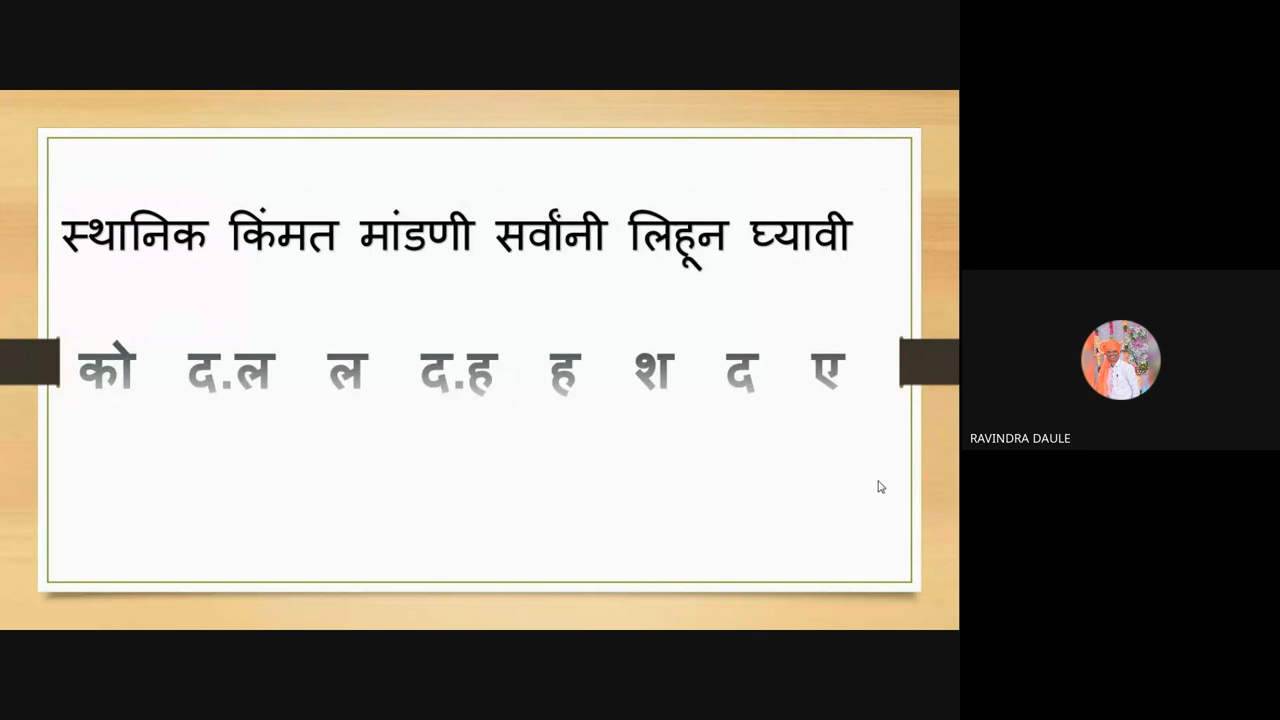 स्थानिक किंमत मांडणी सर्वांनी लिहून घ्यावी
को द.ल ल द.ह ह श द ए
RAVINDRA DAULE